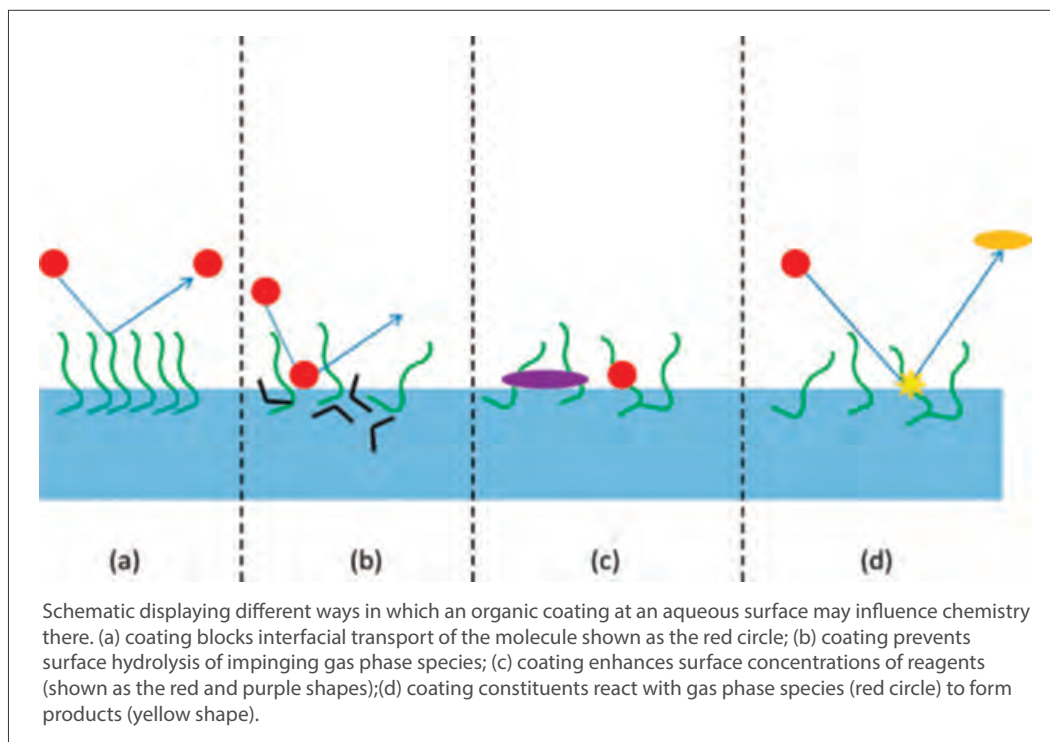 (a) (b) (c) (d)
Schematic displaying different ways in which an organic coating at an aqueous surface may influence chemistry
there. (a) coating blocks interfacial transport of the molecule shown as the red circle; (b) coating prevents
surface hydrolysis of impinging gas phase species; (c) coating enhances surface concentrations of reagents
(shown as the red and purple shapes);(d) coating constituents react with gas phase species (red circle) to form
products (yellow shape).